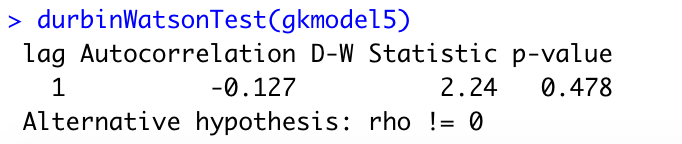 > durbinWatsonTest(gkmodel5)
lag Autocorrelation D-W Statistic p-value
1 -0.127 2.24 0.478
Alternative hypothesis: rho != 0